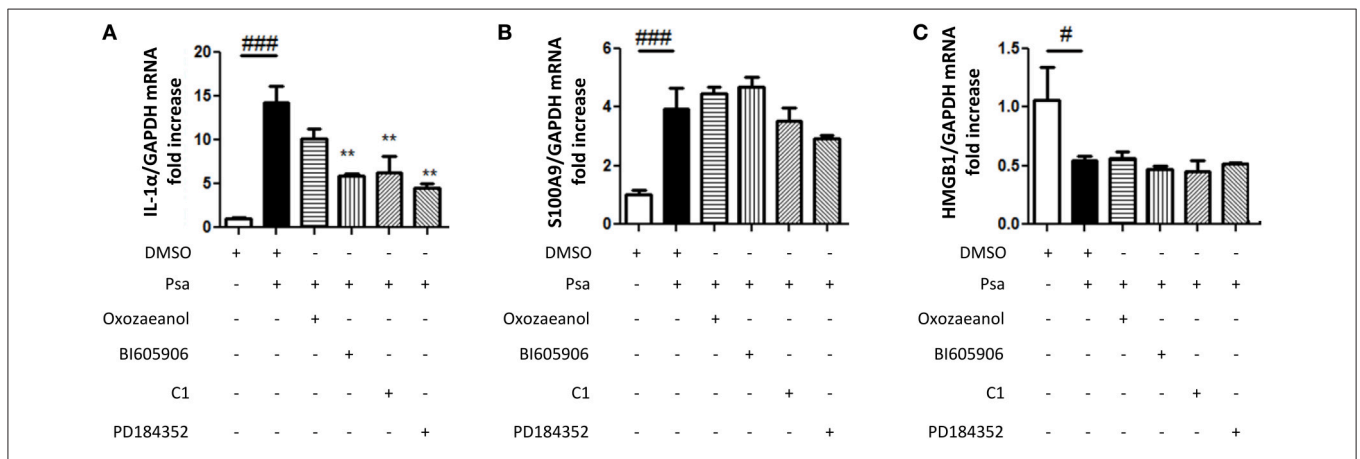 A
IL-1α/GAPDH mRNA
fold increase
###
20
15
10
5
0
**
**
**
DMSO + + - - - -
Psa - + + + + +
Oxozaeanol - - + - - -
BI605906 - - - + - -
C1 - - - - + -
PD184352 - - - - - +
B
S100A9/GAPDH mRNA
fold increase
###
6
4
2
0
DMSO + + - - - -
Psa - + + + + +
Oxozaeanol - - + - - -
BI605906 - - - + - -
C1 - - - - + -
PD184352 - - - - - +
C
HMGB1/GAPDH mRNA
fold increase
#
1.5
1.0
0.5
0.0
DMSO + + - - - -
Psa - + + + + +
Oxozaeanol - - + - - -
BI605906 - - - + - -
C1 - - - - + -
PD184352 - - - - - +